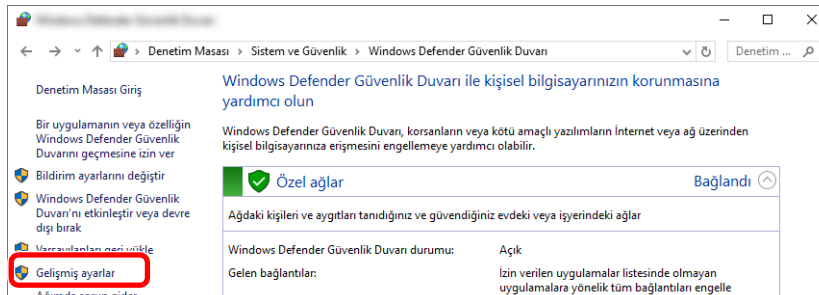 Denetim Masası > Sistem ve Güvenlik > Windows Defender Güvenlik Duvarı
Denetim ...
Denetim Masası Giriş
Bir uygulamanın veya özelliğin
Windows Defender Güvenlik
Duvarını geçmesine izin ver
Bildirim ayarlarını değiştir
Windows Defender Güvenlik
Duvarı'nı etkinleştir veya devre
dışı bırak
Varsayılanları geri yükle
Gelişmiş ayarlar
Ağımda sorun gider
Windows Defender Güvenlik Duvarı ile kişisel bilgisayarınızın korunmasına
yardımcı olun
Windows Defender Güvenlik Duvarı, korsanların veya kötü amaçlı yazılımların İnternet veya ağ üzerinden
kişisel bilgisayarınıza erişmesini engellemeye yardımcı olabilir.
Özel ağlar
Bağlandı
Ağdaki kişileri ve aygıtları tanıdığınız ve güvendiğiniz evdeki veya işyerindeki ağlar
Windows Defender Güvenlik Duvarı durumu: Açık
Gelen bağlantılar: İzin verilen uygulamalar listesinde olmayan
uygulamalara yönelik tüm bağlantıları engelle